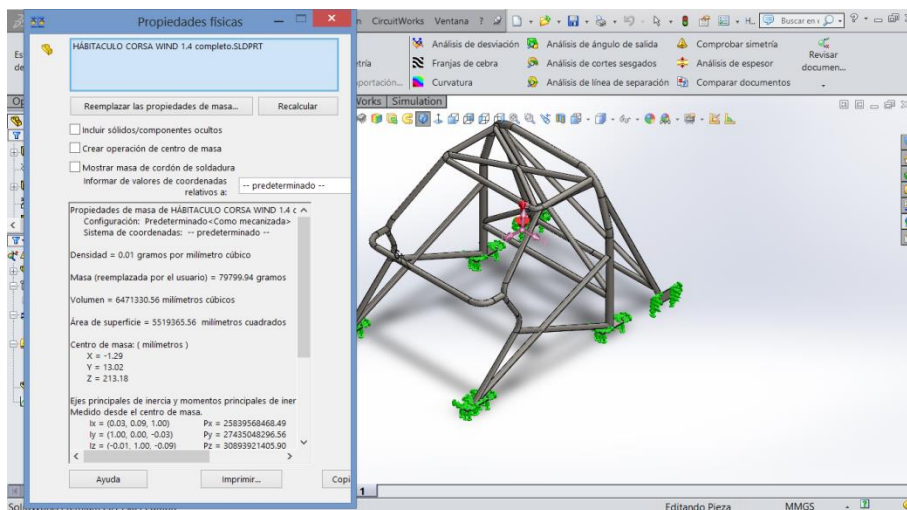 Propiedades físicas
HÁBITACULO CORSA WIND 1.4 completo.SLDPRT
Reemplazar las propiedades de masa...
Recalcular
Incluir sólidos/componentes ocultos
Crear operación de centro de masa
Mostrar masa de cordón de soldadura
Informar de valores de coordenadas
relativos a:
-- predeterminado --
Propiedades de masa de HÁBITACULO CORSA WIND 1.4 c
Configuración: Predeterminado<Como mecanizada>
Sistema de coordenadas: -- predeterminado --
Densidad = 0.01 gramos por milímetro cúbico
Masa (reemplazada por el usuario) = 79799.94 gramos
Volumen = 6471330.56 milímetros cúbicos
Área de superficie = 5519365.56 milímetros cuadrados
Centro de masa: ( milímetros )
X = -1.29
Y = 13.02
Z = 213.18
Ejes principales de inercia y momentos principales de iner
Medido desde el centro de masa.
Ix = (0.03, 0.09, 1.00) Px = 25839568468.49
Iy = (1.00, 0.00, -0.03) Py = 27435048296.56
Iz = (-0.01, 1.00, -0.09) Pz = 30893921405.90
Ayuda
Imprimir...
Copi
n CircuitWorks Ventana ?
H...
Buscar en
Análisis de desviación
Análisis de ángulo de salida
Comprobar simetría
etría
Franjas de cebra
Análisis de cortes sesgados
Análisis de espesor
Revisar
documen...
portación...
Curvatura
Análisis de línea de separación
Comparar documentos
Works
Simulation
1
Editando Pieza
MMGS